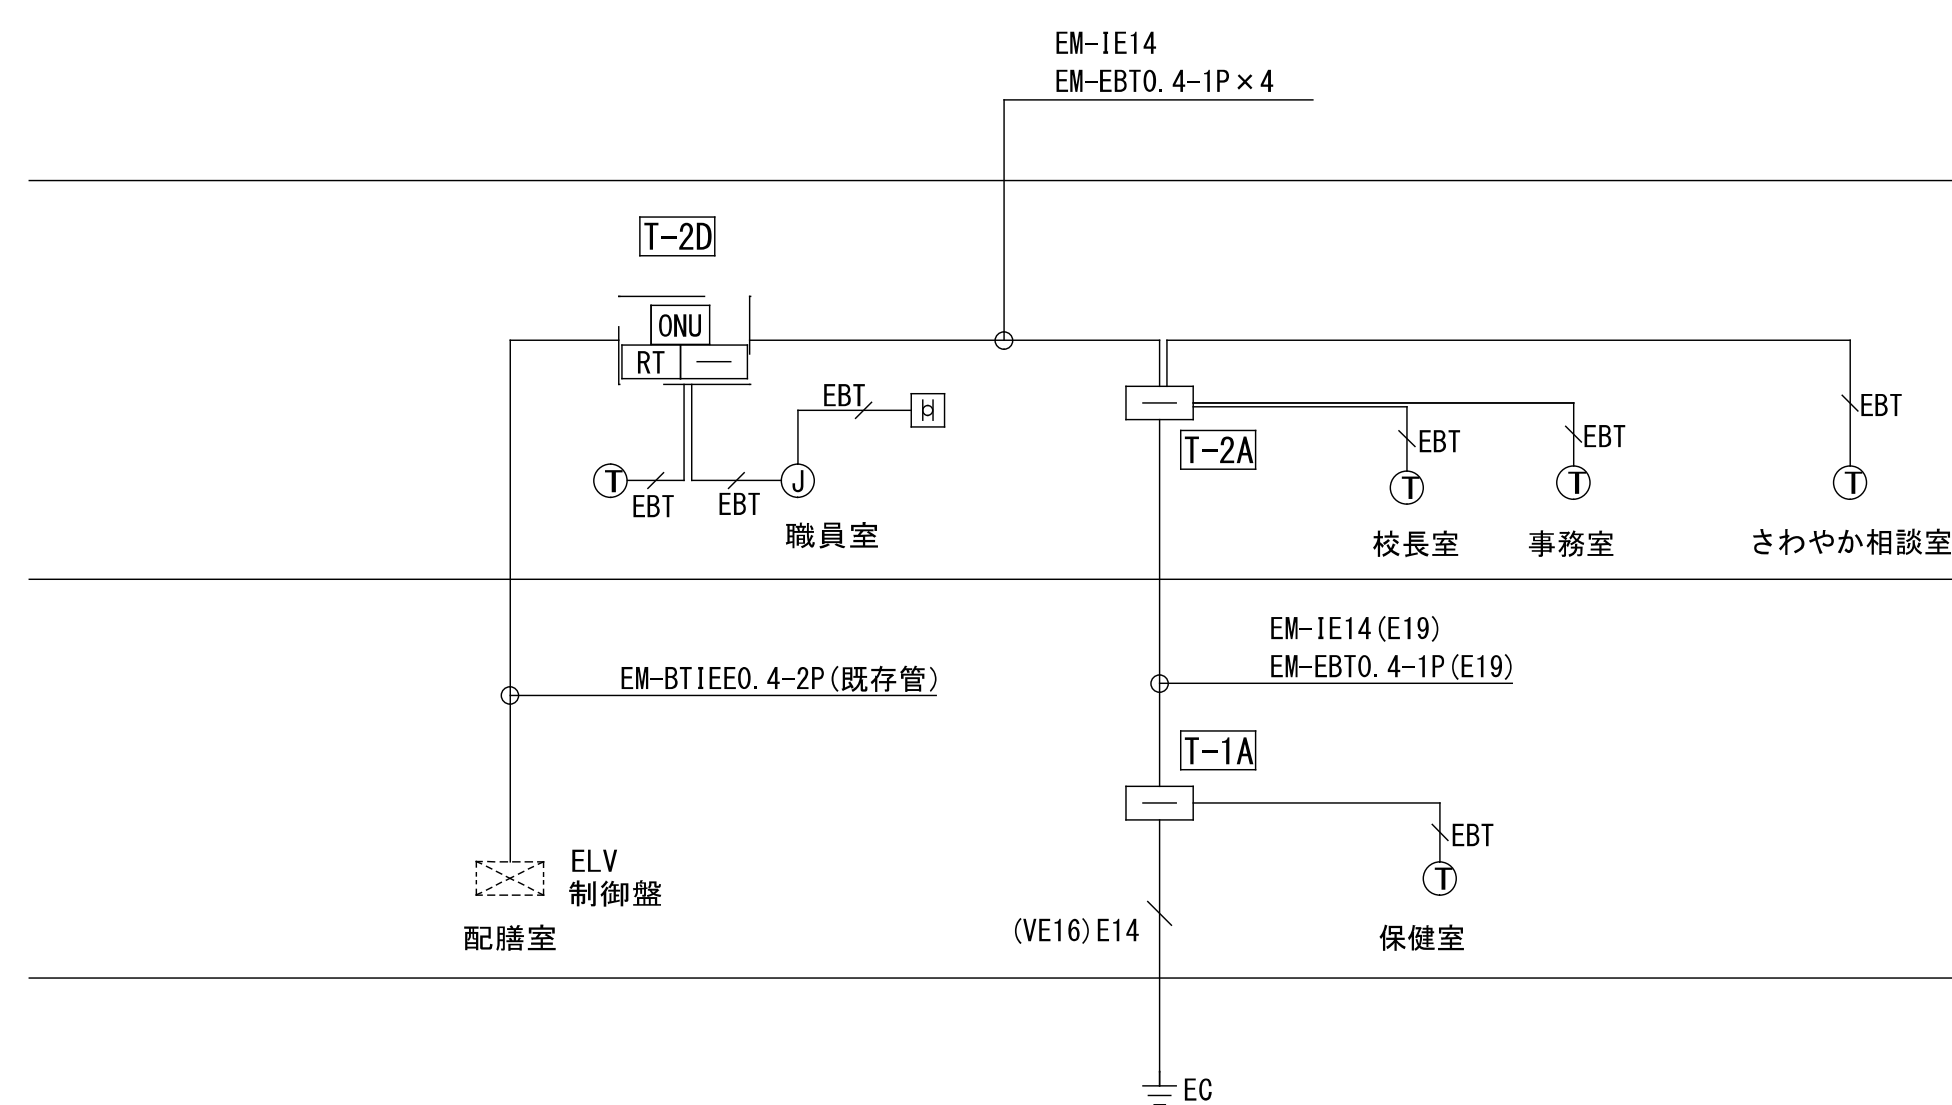 EM-IE14
EM-EBT0.4-1P×4
T-2D
ONU
RT
EBT
EBT
EBT
T
J
職員室
T-2A
EBT
EBT
EBT
T
T
T
校長室
事務室
さわやか相談室
EM-IE14(E19)
EM-EBT0.4-1P(E19)
EM-BTIEE0.4-2P(既存管)
T-1A
EBT
T
ELV
制御盤
配膳室
(VE16)E14
保健室
EC